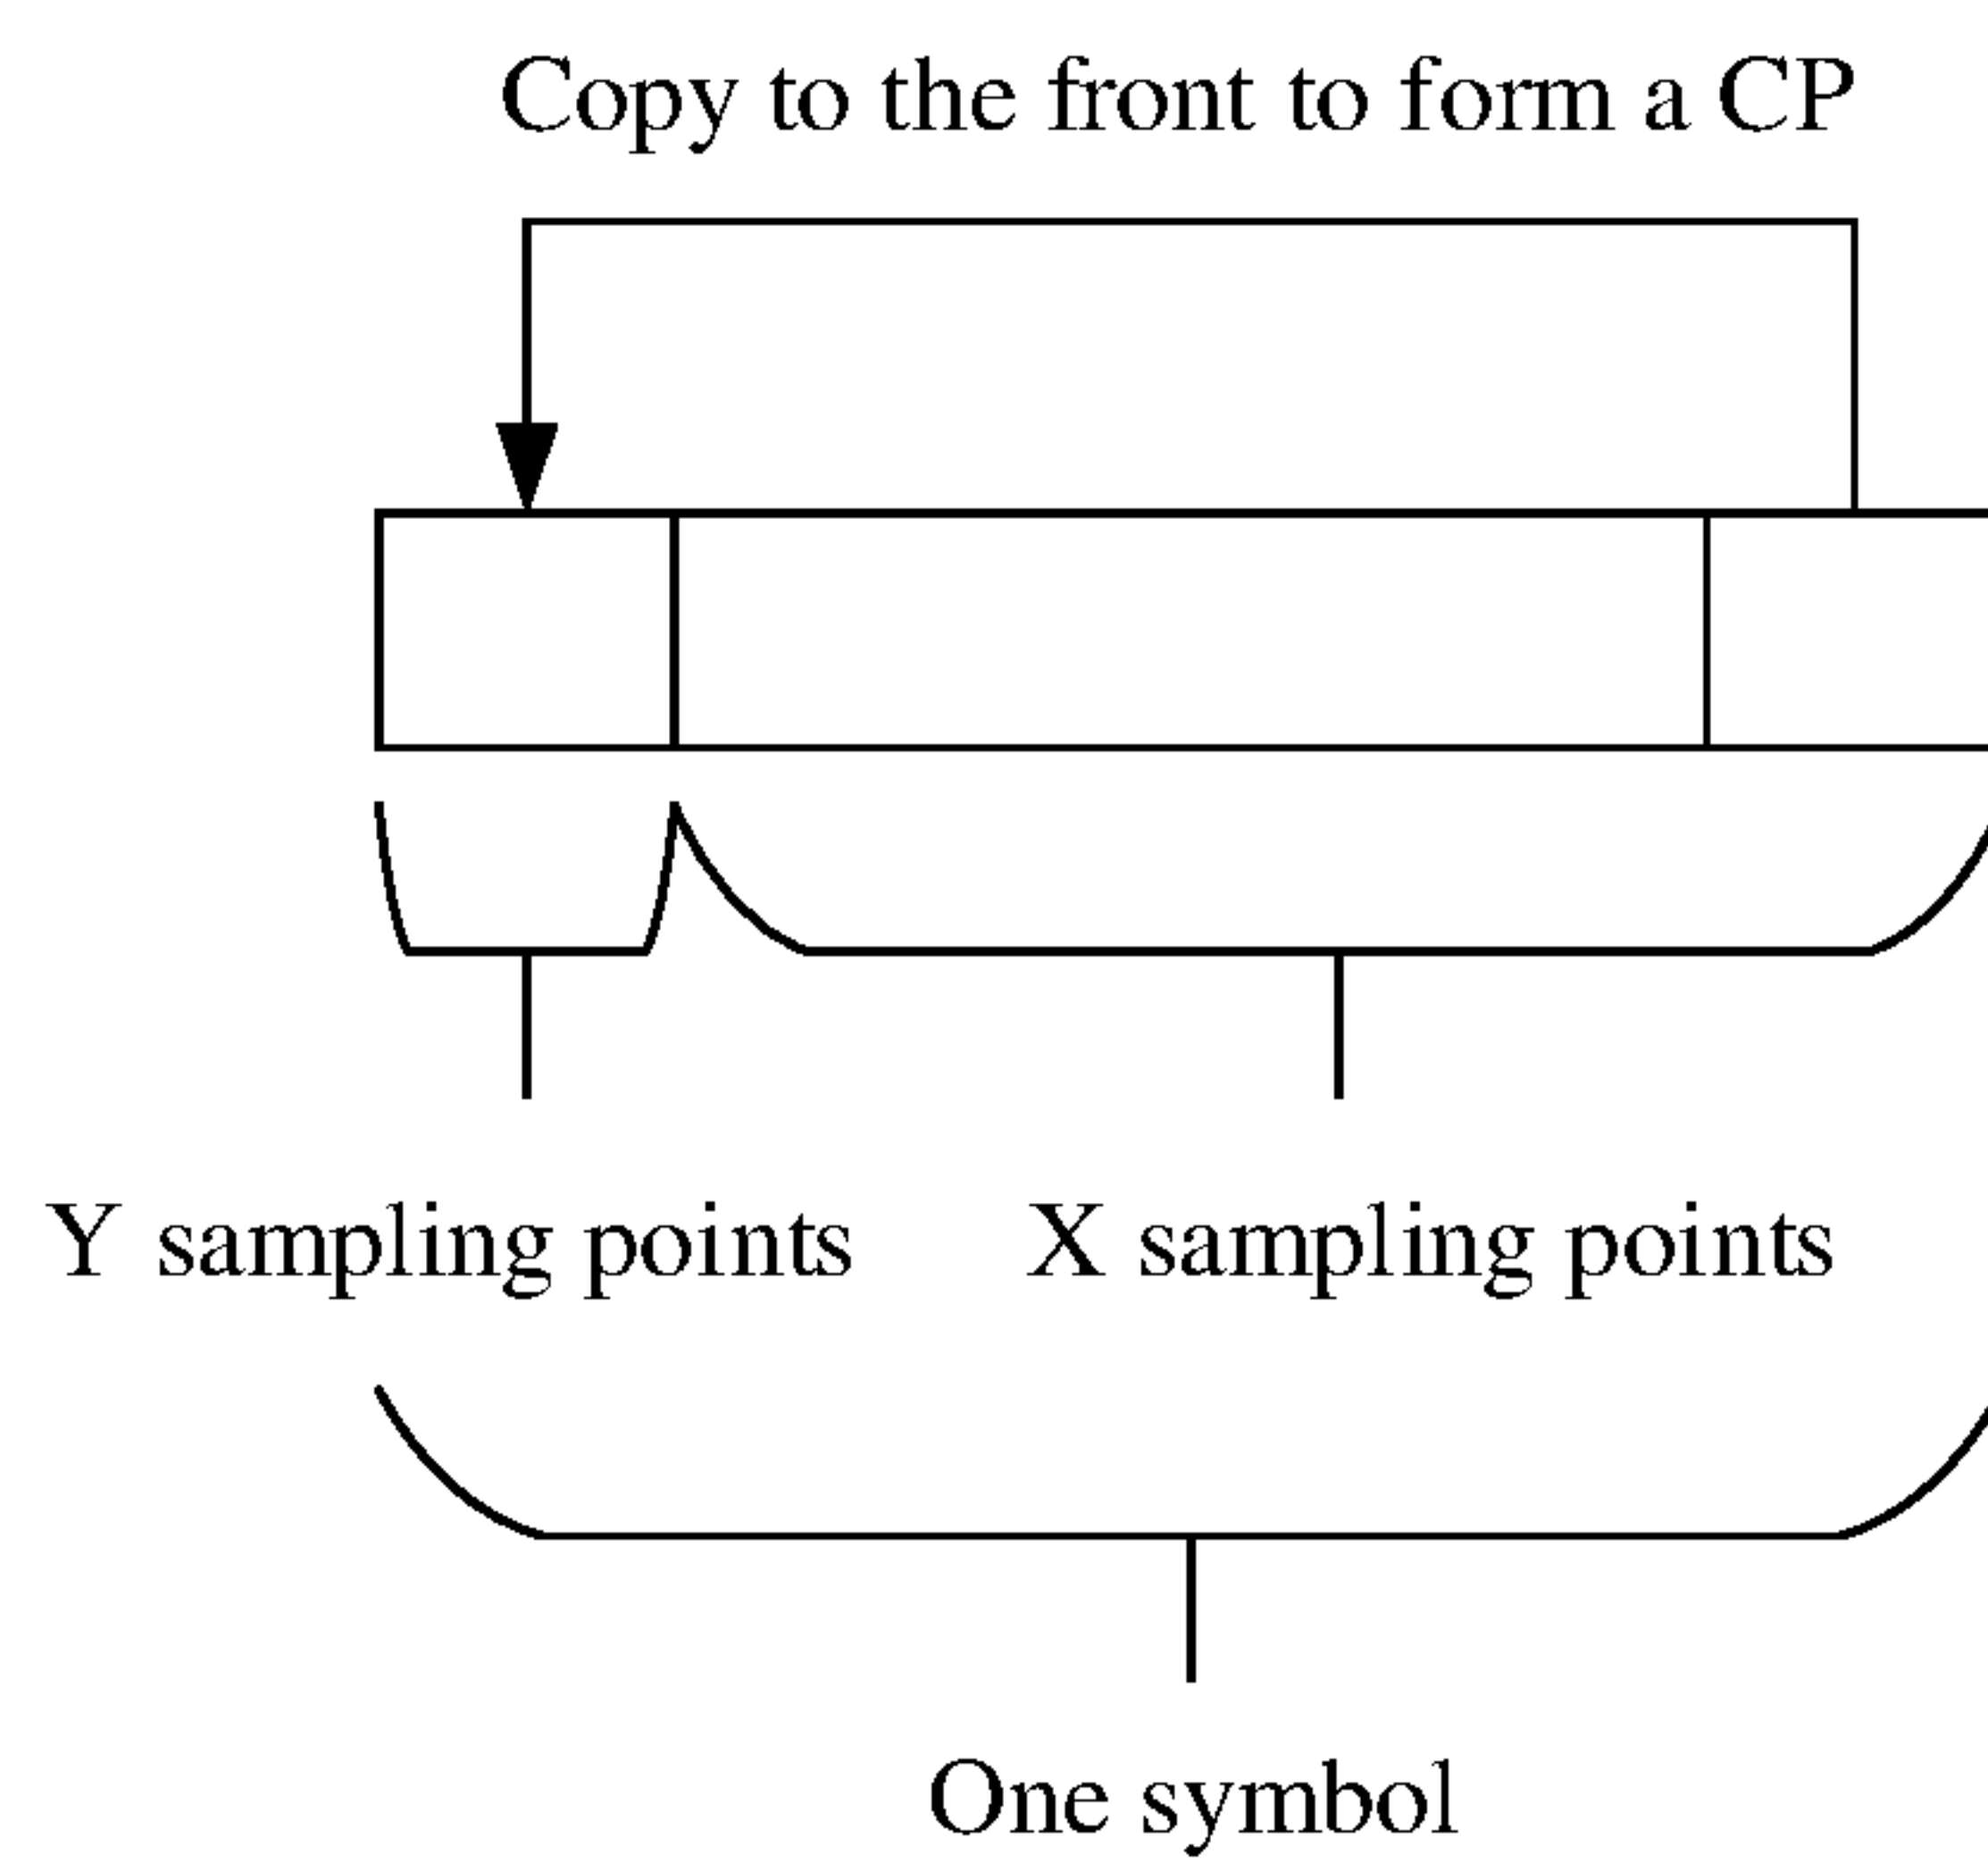 Copy to the front to form a CP
Y sampling points X sampling points
One symbol